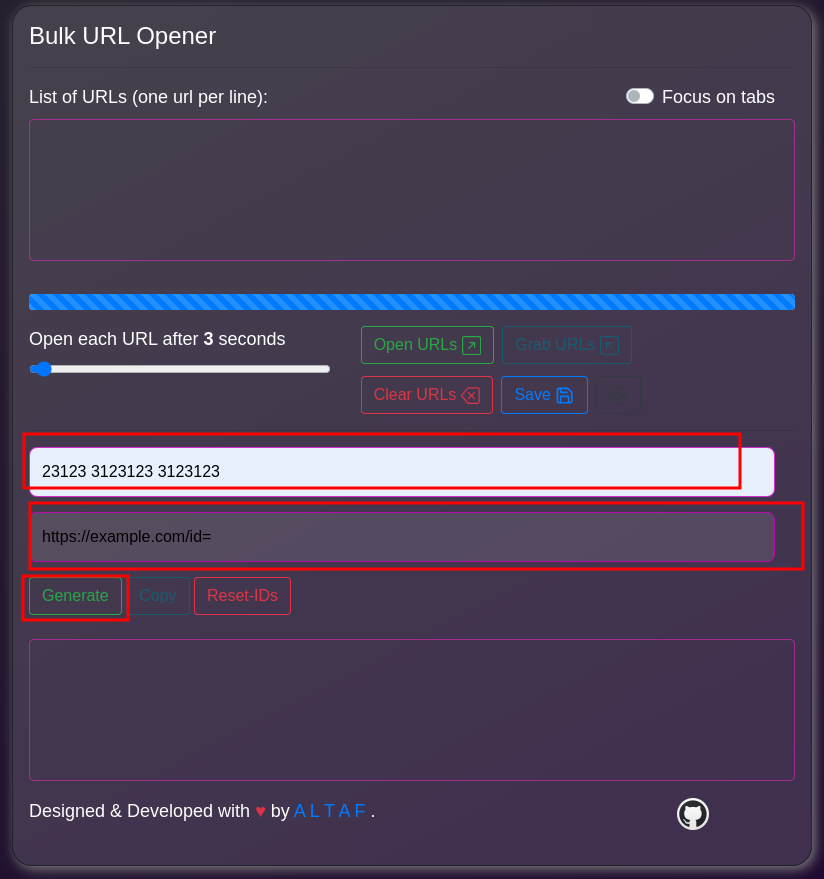 Bulk URL Opener
List of URLs (one url per line):
Focus on tabs
Open each URL after 3 seconds
Open URLs
Grab URLs
Clear URLs
Save
23123 3123123 3123123
https://example.com/id=
Generate
Copy
Reset-IDs
Designed & Developed with ♥ by A L T A F .